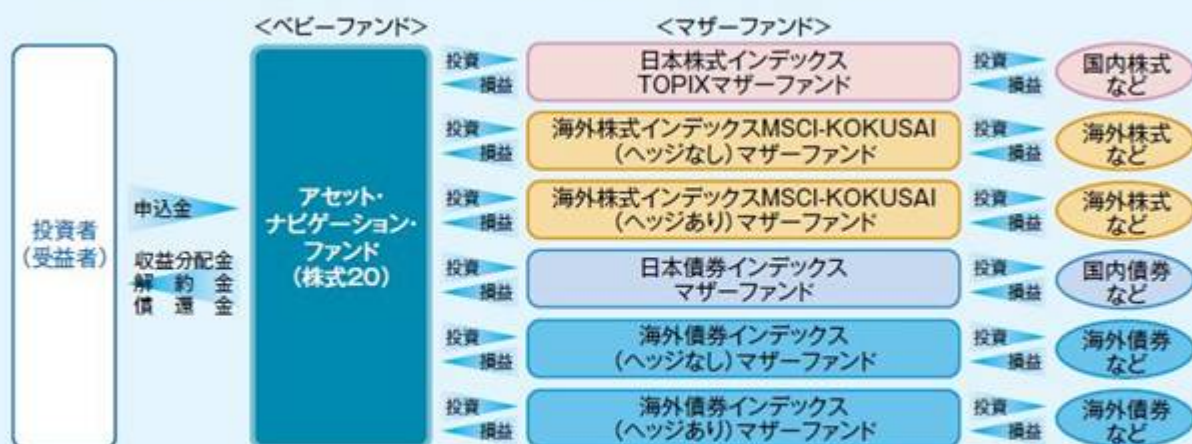 <ベビーファンド>
<マザーファンド>
投資者
(受益者)
申込金
収益分配金
解約金
償還金
アセット・
ナビゲーション・
ファンド
(株式20)
投資
損益
日本株式インデックス
TOPIXマザーファンド
投資
損益
国内株式
など
投資
損益
海外株式インデックスMSCI-KOKUSAI
(ヘッジなし)マザーファンド
投資
損益
海外株式
など
投資
損益
海外株式インデックスMSCI-KOKUSAI
(ヘッジあり)マザーファンド
投資
損益
海外株式
など
投資
損益
日本債券インデックス
マザーファンド
投資
損益
国内債券
など
投資
損益
海外債券インデックス
(ヘッジなし)マザーファンド
投資
損益
海外債券
など
投資
損益
海外債券インデックス
(ヘッジあり)マザーファンド
投資
損益
海外債券
など